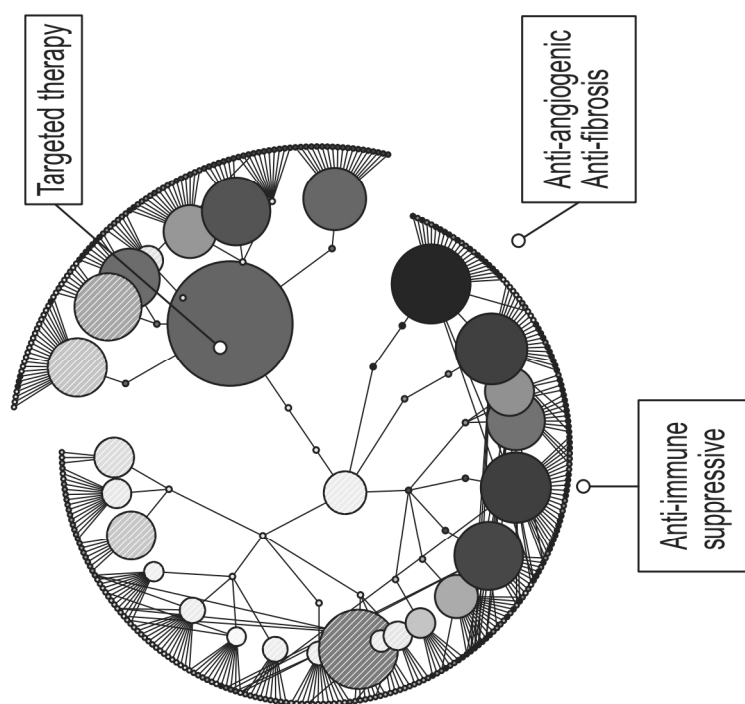 Targeted therapy
Anti-angiogenic
Anti-fibrosis
Anti-immune
suppressive